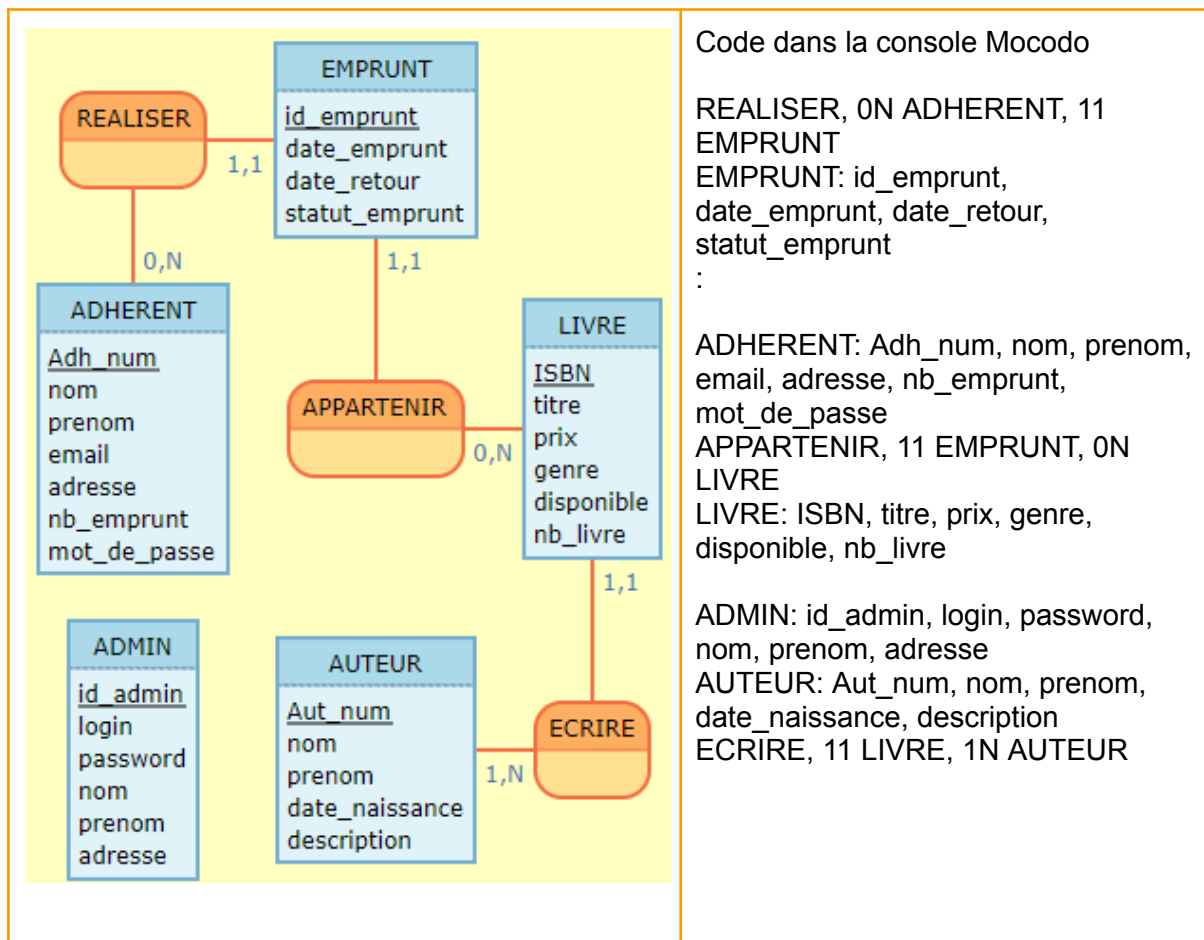 EMPRUNT
id_emprunt
date_emprunt
date_retour
statut_emprunt
REALISER
1,1
0,N
1,1
ADHERENT
Adh_num
nom
prenom
email
adresse
nb_emprunt
mot_de_passe
APPARTENIR
0,N
LIVRE
ISBN
titre
prix
genre
disponible
nb_livre
1,1
ADMIN
id_admin
login
password
nom
prenom
adresse
AUTEUR
Aut_num
nom
prenom
date_naissance
description
1,N
ECRIRE
Code dans la console Mocodo
REALISER, 0N ADHERENT, 11
EMPRUNT
EMPRUNT: id_emprunt,
date_emprunt, date_retour,
statut_emprunt
:
ADHERENT: Adh_num, nom, prenom,
email, adresse, nb_emprunt,
mot_de_passe
APPARTENIR, 11 EMPRUNT, 0N
LIVRE
LIVRE: ISBN, titre, prix, genre,
disponible, nb_livre
ADMIN: id_admin, login, password,
nom, prenom, adresse
AUTEUR: Aut_num, nom, prenom,
date_naissance, description
ECRIRE, 11 LIVRE, 1N AUTEUR